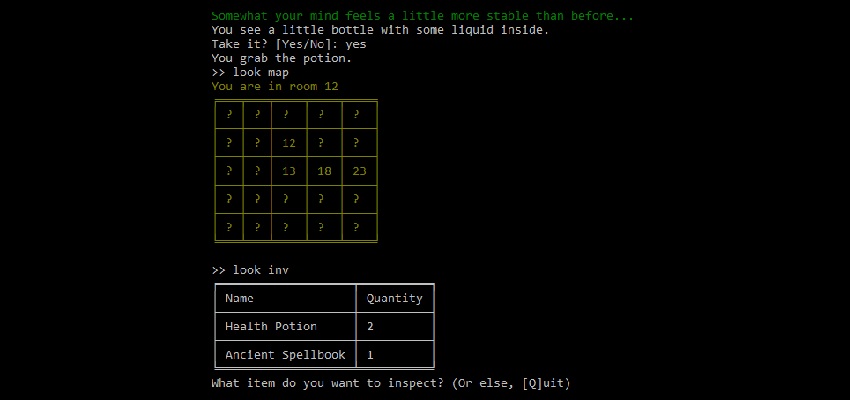 Somewhat your mind feels a little more stable than before...
You see a little bottle with some liquid inside.
Take it? [Yes/No]: yes
You grab the potion.
>> look map
You are in room 12
? ? ? ? ?
? ? 12 ? ?
? ? 13 18 23
? ? ? ? ?
? ? ? ? ?
>> look inv
Name Quantity
Health Potion 2
Ancient Spellbook 1
What item do you want to inspect? (Or else, [Q]uit)